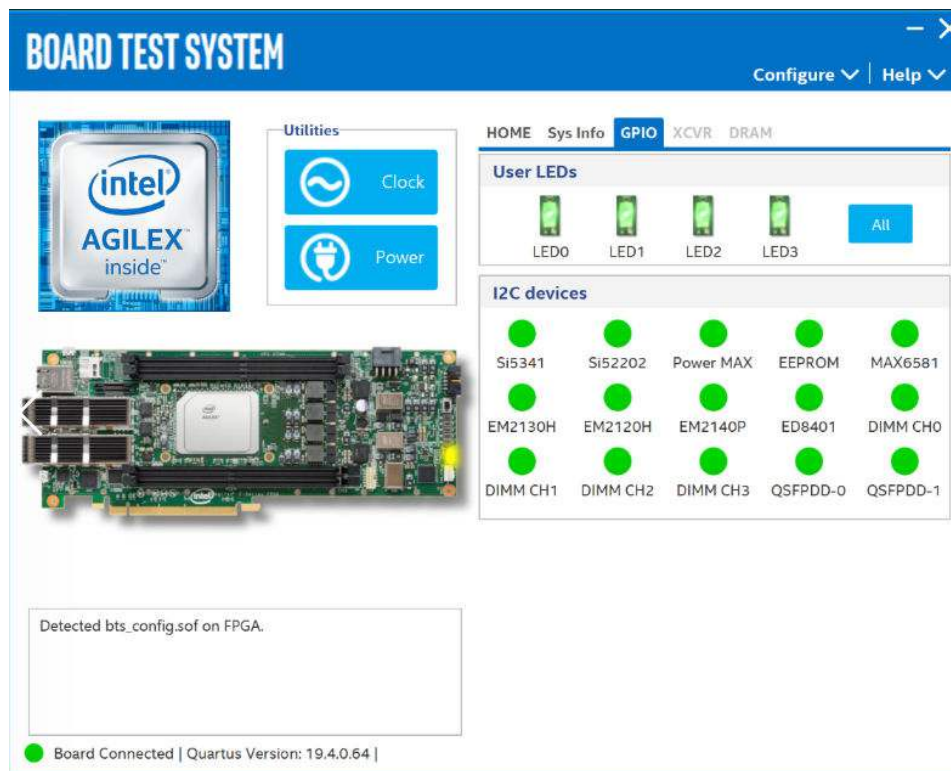 BOARD TEST SYSTEM
Configure | Help
intel
AGILEX™
inside™
Utilities
Clock
Power
HOME Sys Info GPIO XCVR DRAM
User LEDs
LED0 LED1 LED2 LED3
All
I2C devices
Si5341 Si52202 Power MAX EEPROM MAX6581
EM2130H EM2120H EM2140P ED8401 DIMM CH0
DIMM CH1 DIMM CH2 DIMM CH3 QSFPDD-0 QSFPDD-1
intel
Detected bts_config.sof on FPGA.
Board Connected | Quartus Version: 19.4.0.64 |